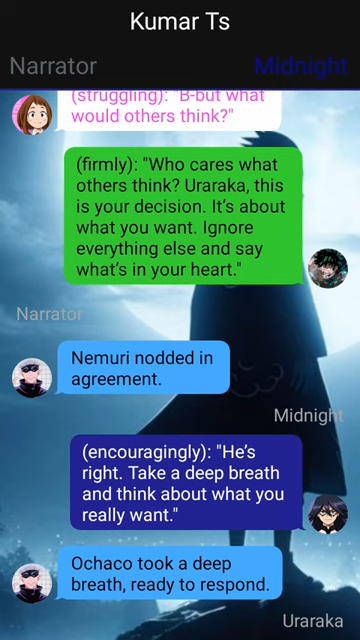 Kumar Ts
Narrator
Midnight
(struggling): "B-but what
would others think?"
(firmly): "Who cares what
others think? Uraraka, this
is your decision. It's about
what you want. Ignore
everything else and say
what's in your heart."
Narrator
Nemuri nodded in
agreement.
Midnight
(encouragingly): "He's
right. Take a deep breath
and think about what you
really want."
Ochaco took a deep
breath, ready to respond.
Uraraka